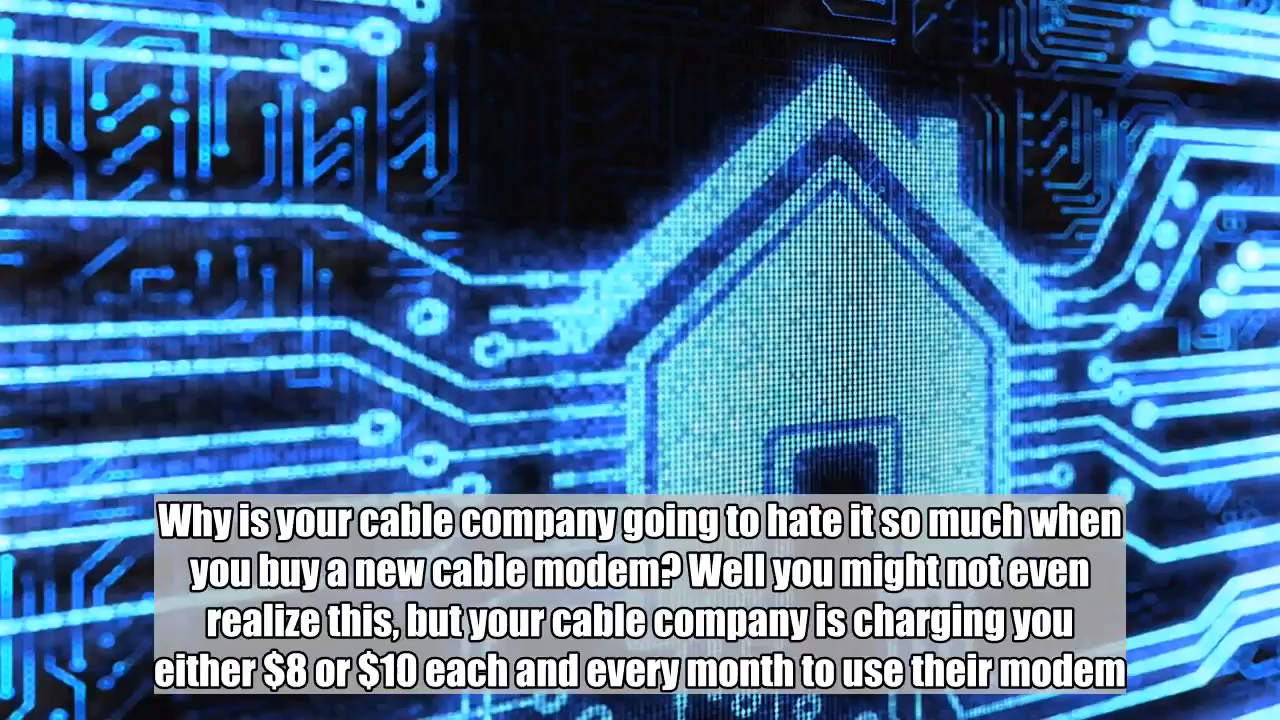 Why is your cable company going to hate it so much when
you buy a new cable modem? Well you might not even
realize this, but your cable company is charging you
either $8 or $10 each and every month to use their modem